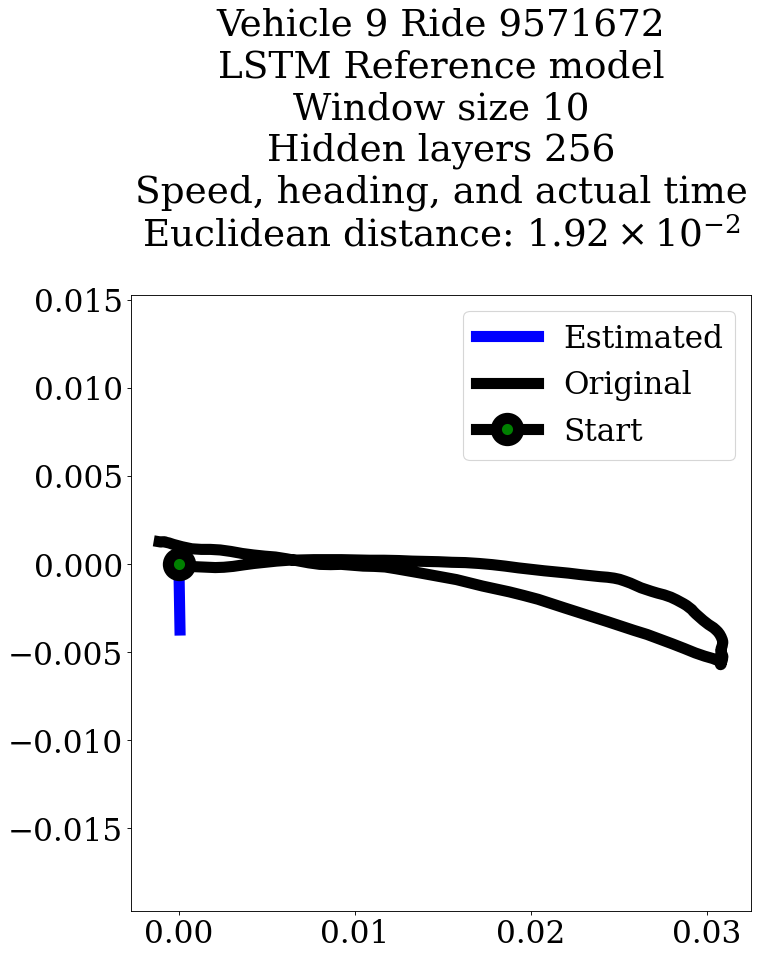 Vehicle 9 Ride 9571672
LSTM Reference model
Window size 10
Hidden layers 256
Speed, heading, and actual time
Euclidean distance: 1.92 × 10⁻²
0.015
0.010
0.005
0.000
−0.005
−0.010
−0.015
Estimated
Original
Start
0.00 0.01 0.02 0.03